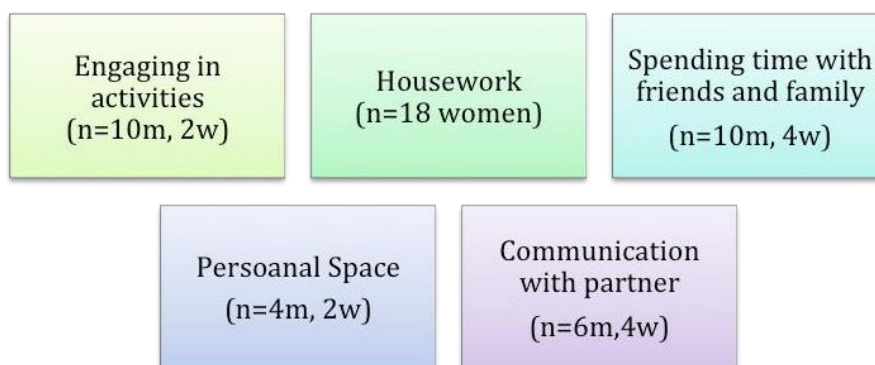 Engaging in
activities
(n=10m, 2w)
Housework
(n=18 women)
Spending time with
friends and family
(n=10m, 4w)
Persoanal Space
(n=4m, 2w)
Communication
with partner
(n=6m,4w)